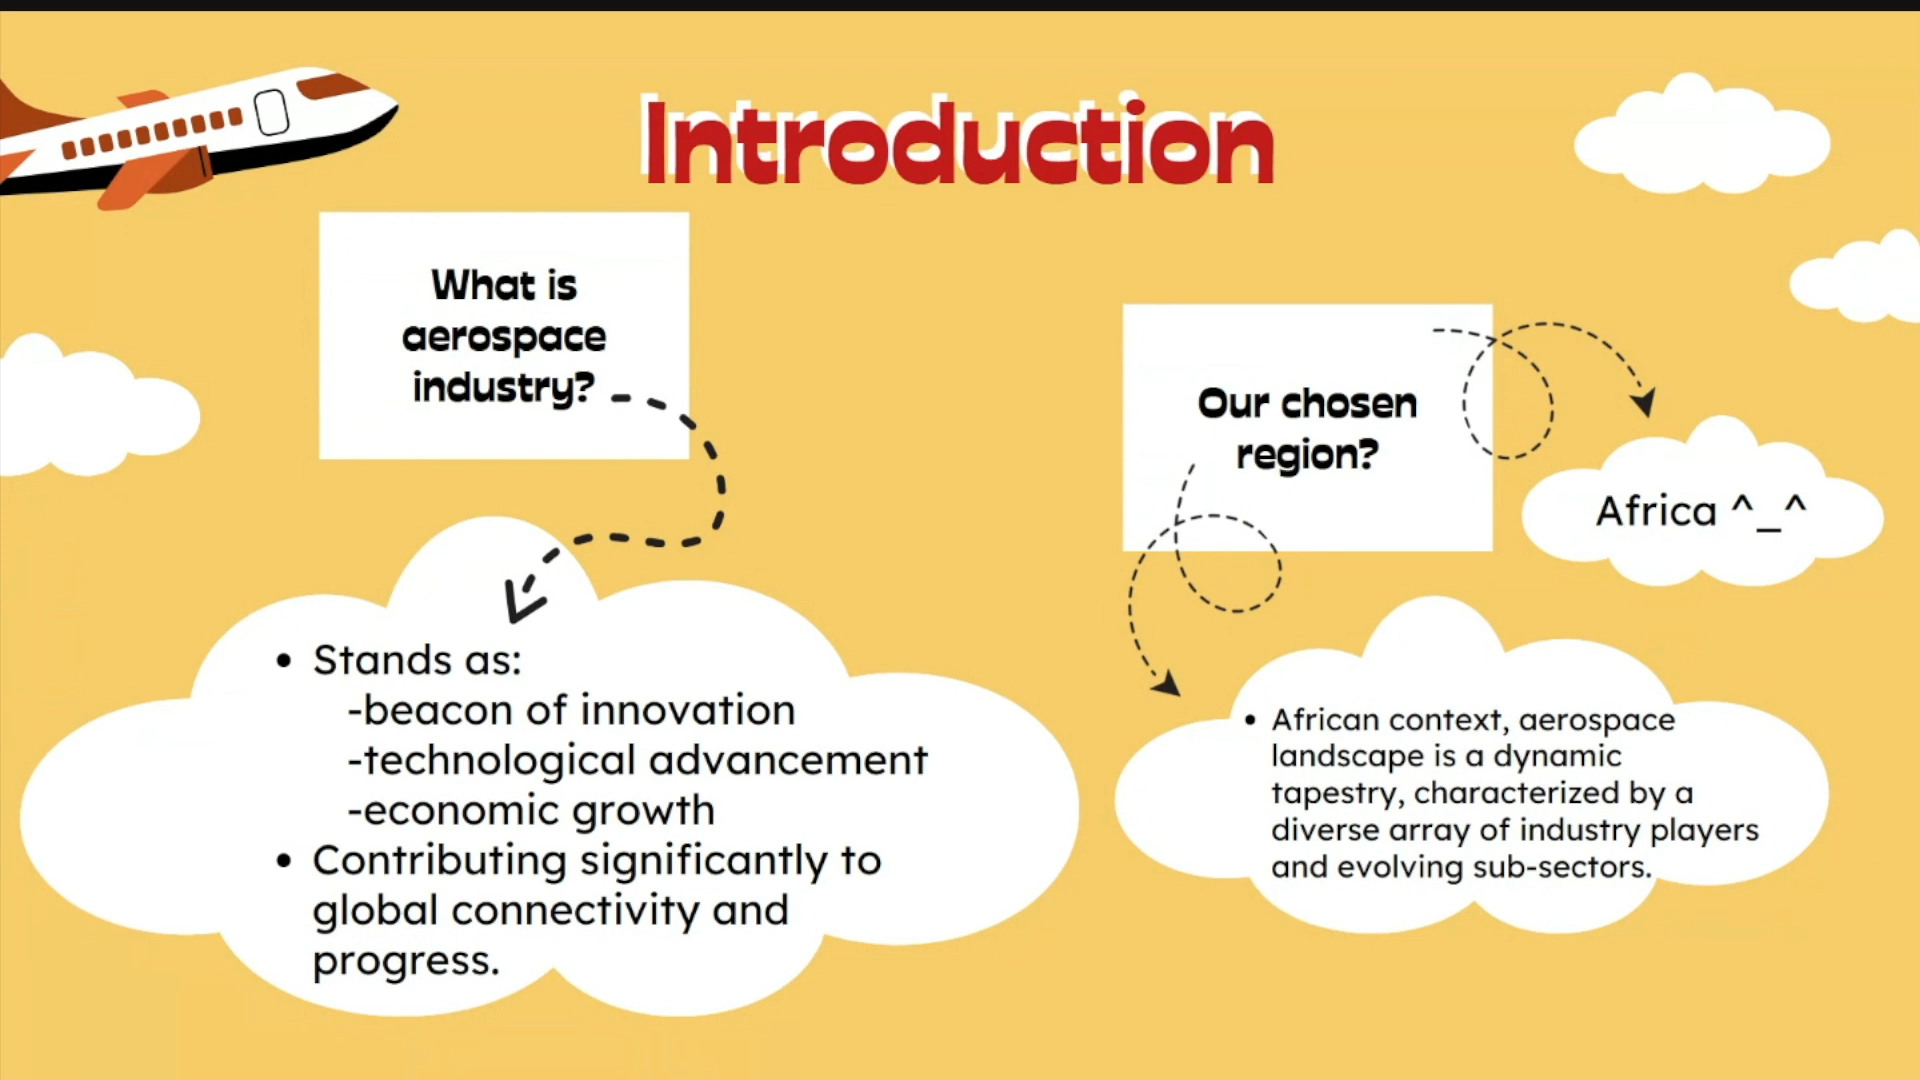 Introduction
What is
aerospace
industry?
• Stands as:
-beacon of innovation
-technological advancement
-economic growth
• Contributing significantly to
global connectivity and
progress.
Our chosen
region?
Africa ^_^
• African context, aerospace
landscape is a dynamic
tapestry, characterized by a
diverse array of industry players
and evolving sub-sectors.